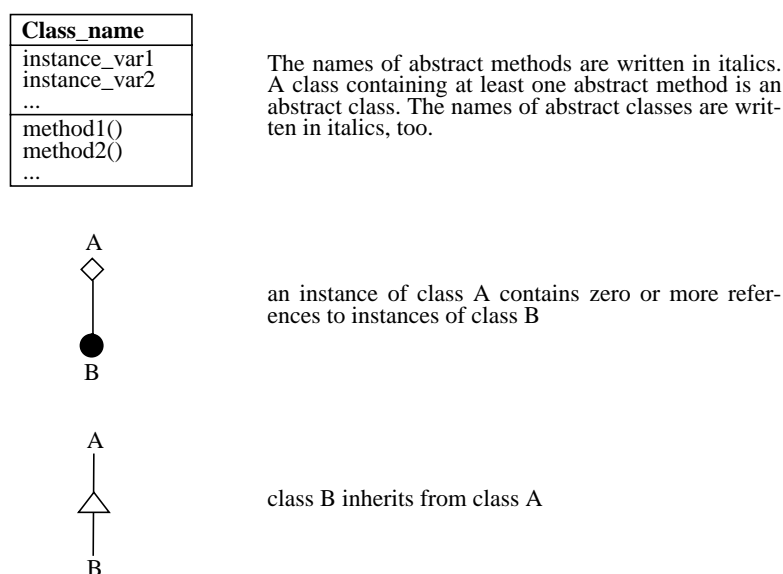 Class_name
instance_var1
instance_var2
...
method1()
method2()
...
The names of abstract methods are written in italics.
A class containing at least one abstract method is an
abstract class. The names of abstract classes are writ-
ten in italics, too.
A
B
an instance of class A contains zero or more refer-
ences to instances of class B
A
B
class B inherits from class A